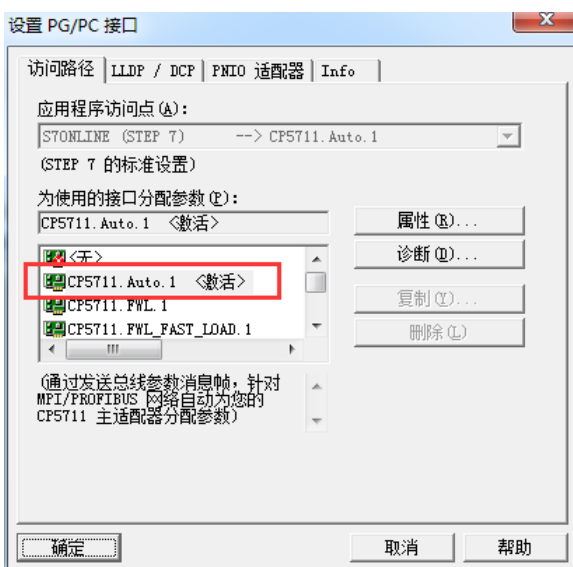 设置 PG/PC 接口
访问路径 LLDP / DCP PNIO 适配器 Info
应用程序访问点(A):
S7ONLINE (STEP 7) --> CP5711.Auto.1
(STEP 7 的标准设置)
为使用的接口分配参数(P):
CP5711.Auto.1 <激活>
属性(R)...
<无>
诊断(D)...
CP5711.Auto.1 <激活>
复制(Y)...
CP5711.FWL.1
CP5711.FWL_FAST_LOAD.1
删除(L)
(通过发送总线参数消息帧，针对
MPI/PROFIBUS 网络自动为您的
CP5711 主适配器分配参数)
确定 取消 帮助